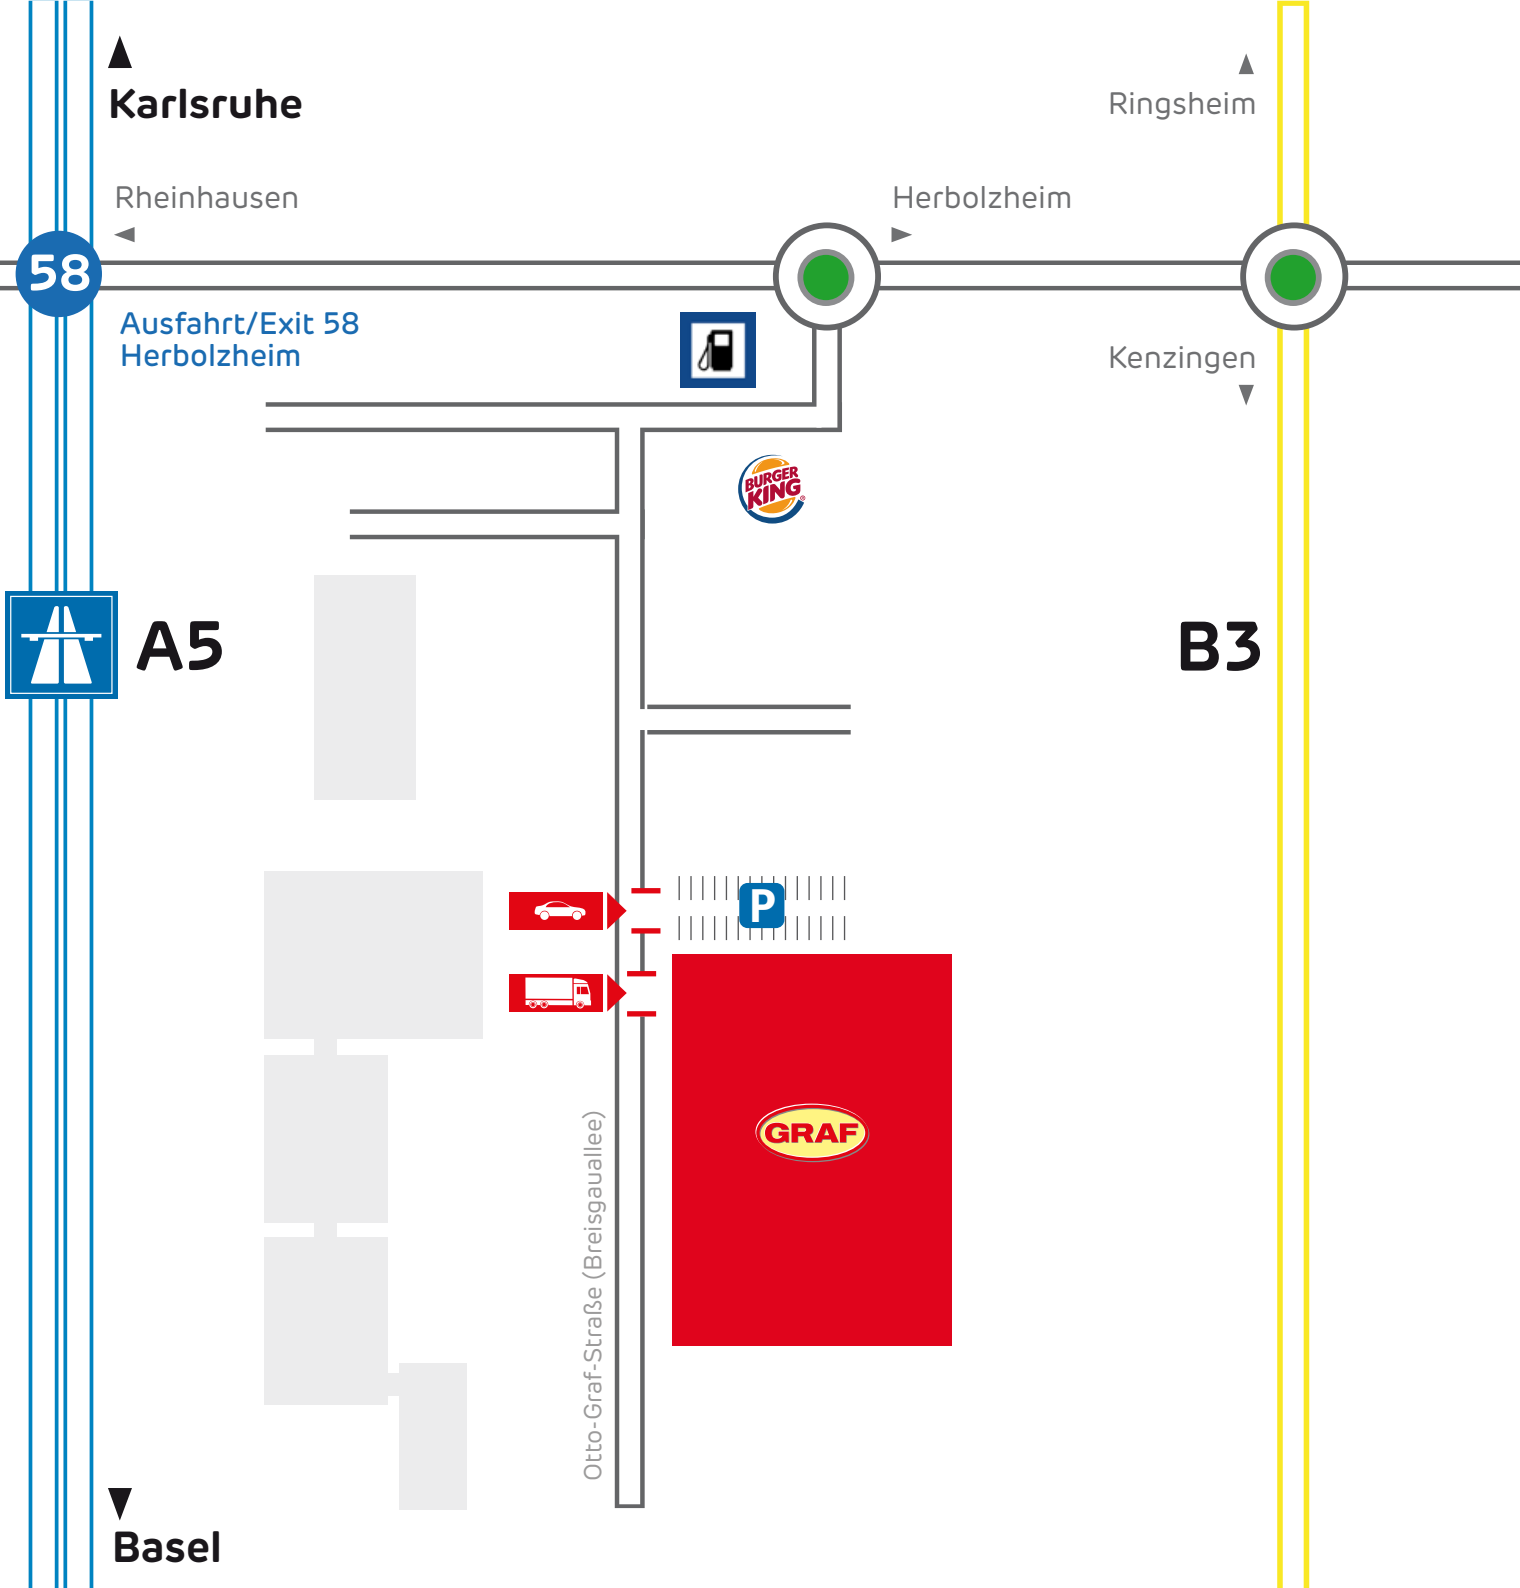 Karlsruhe
Ringsheim
Rheinhausen
Herbolzheim
58
Ausfahrt/Exit 58
Herbolzheim
Kenzingen
BURGER
KING
®
A5
B3
P
GRAF
Otto-Graf-Straße (Breisgauallee)
Basel